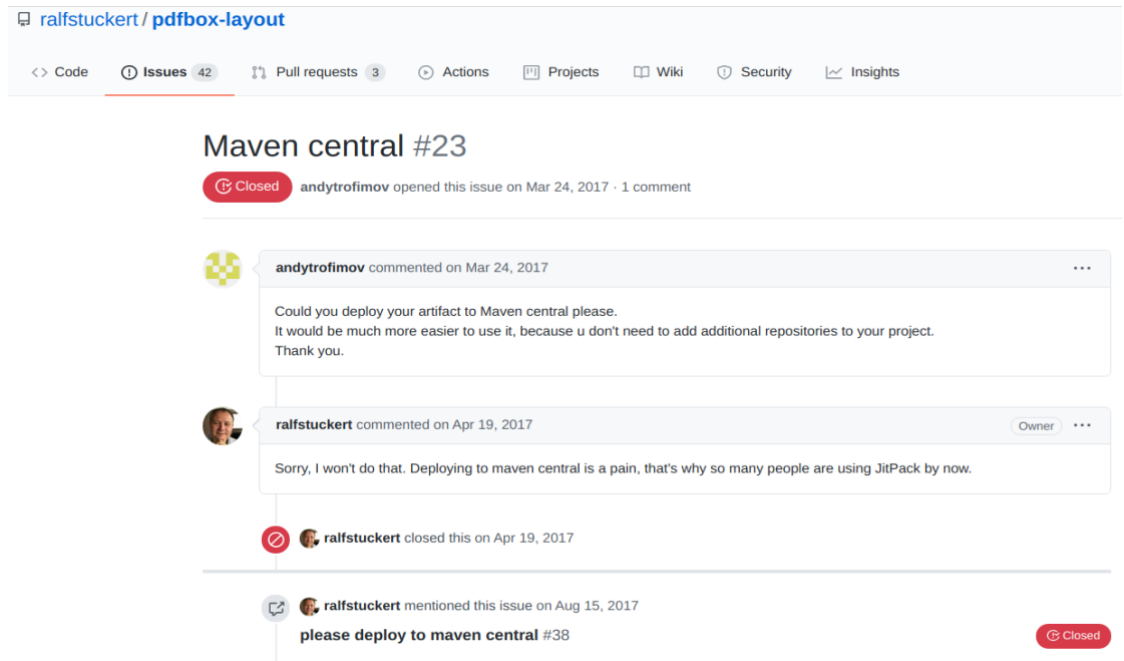 ralfstuckert / pdfbox-layout
<> Code
Issues 42
Pull requests 3
Actions
Projects
Wiki
Security
Insights
Maven central #23
Closed
andytrofimov opened this issue on Mar 24, 2017 · 1 comment
andytrofimov commented on Mar 24, 2017
Could you deploy your artifact to Maven central please.
It would be much more easier to use it, because u don't need to add additional repositories to your project.
Thank you.
ralfstuckert commented on Apr 19, 2017
Owner
Sorry, I won't do that. Deploying to maven central is a pain, that's why so many people are using JitPack by now.
ralfstuckert closed this on Apr 19, 2017
ralfstuckert mentioned this issue on Aug 15, 2017
please deploy to maven central #38
Closed